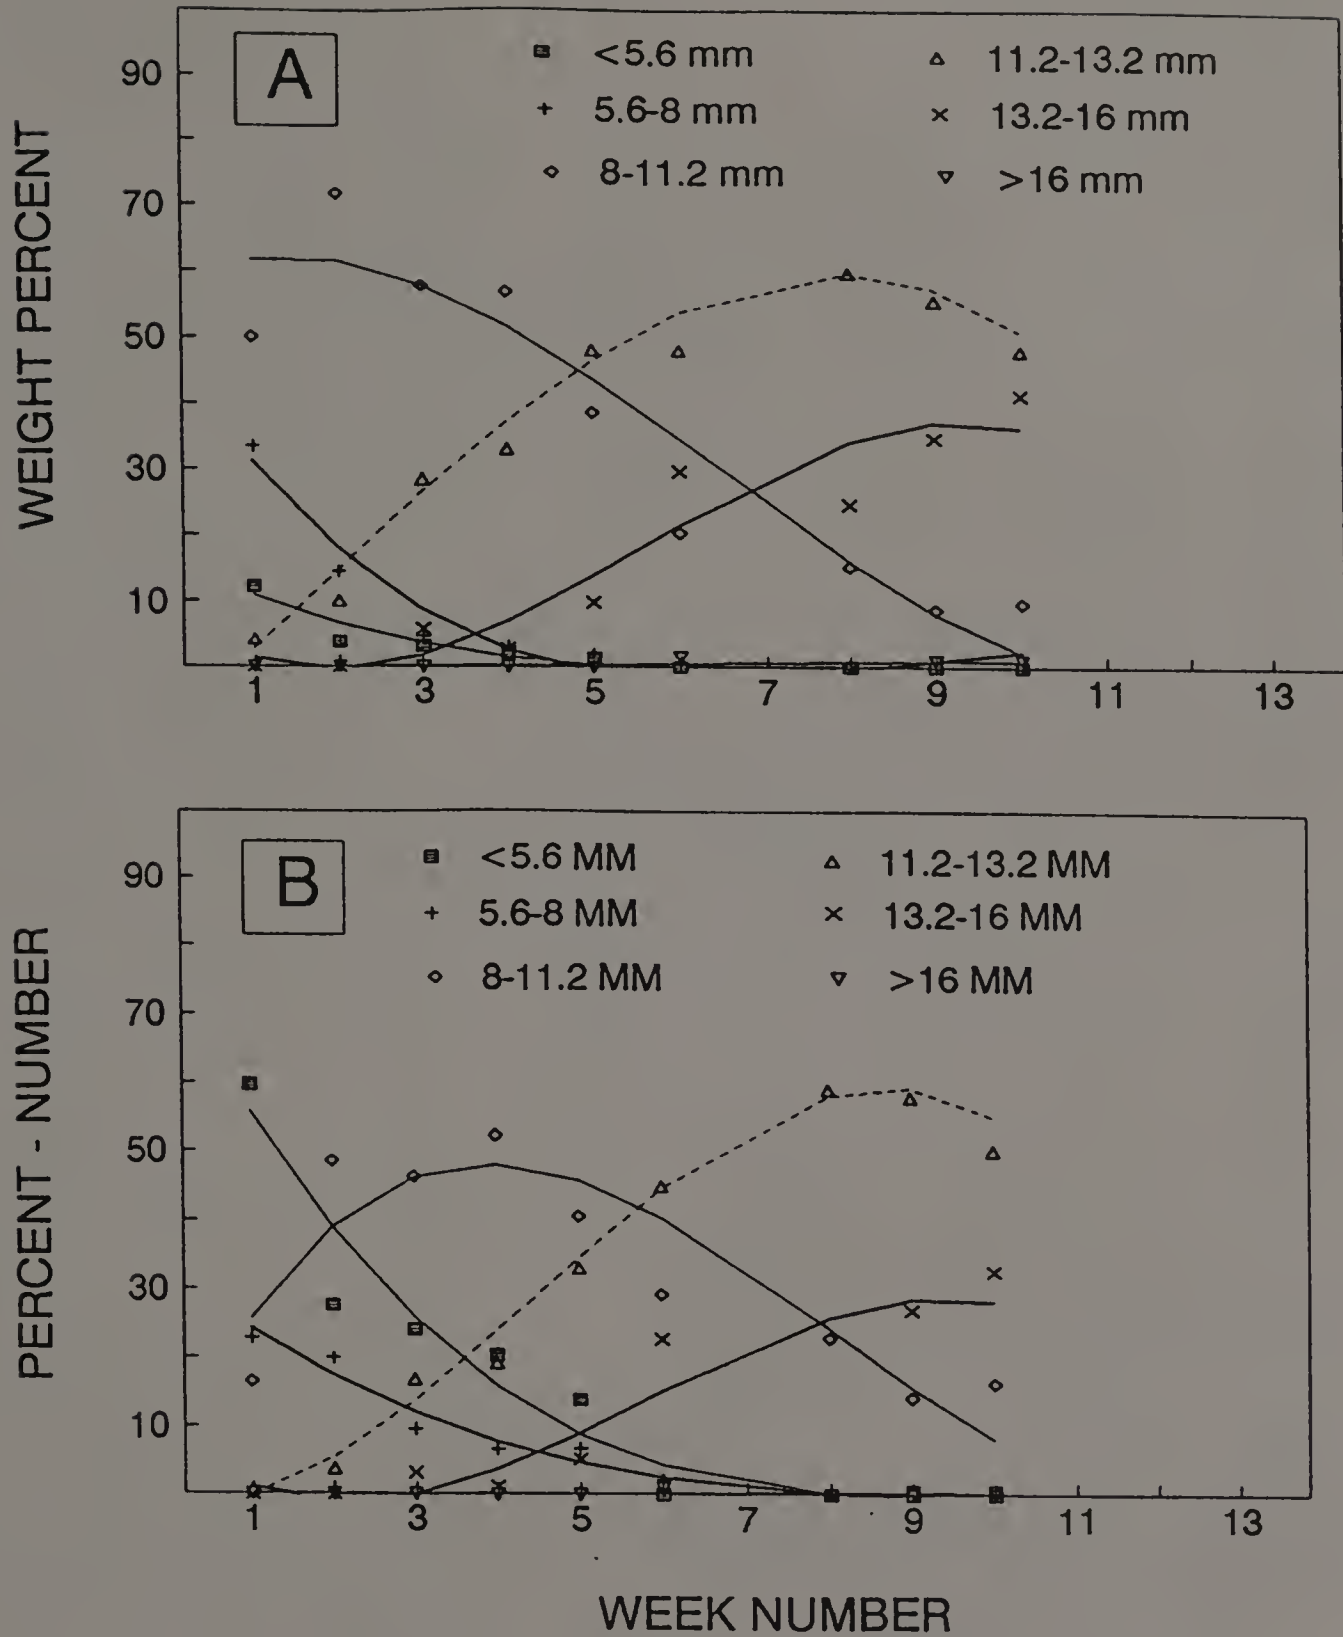 A
<5.6 mm
11.2-13.2 mm
5.6-8 mm
13.2-16 mm
8-11.2 mm
>16 mm
WEIGHT PERCENT
90
70
50
30
10
1 3 5 7 9 11 13
B
<5.6 MM
11.2-13.2 MM
5.6-8 MM
13.2-16 MM
8-11.2 MM
>16 MM
PERCENT - NUMBER
90
70
50
30
10
1 3 5 7 9 11 13
WEEK NUMBER